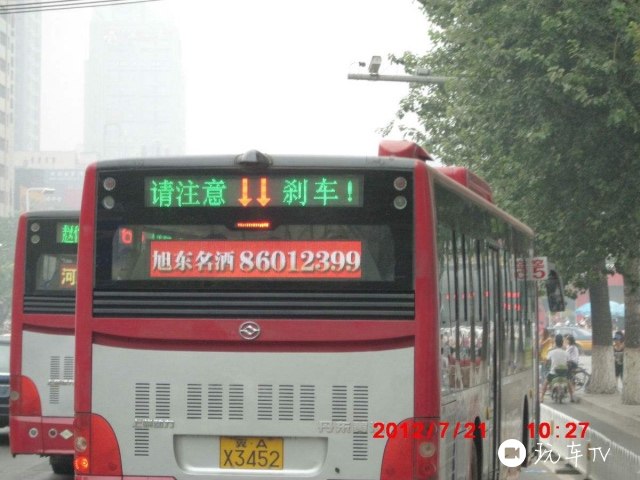 请注意 ↓↓ 刹车!
旭东名酒 86012399
冀A
X3452
2012/7/21 10:27
玩车TV